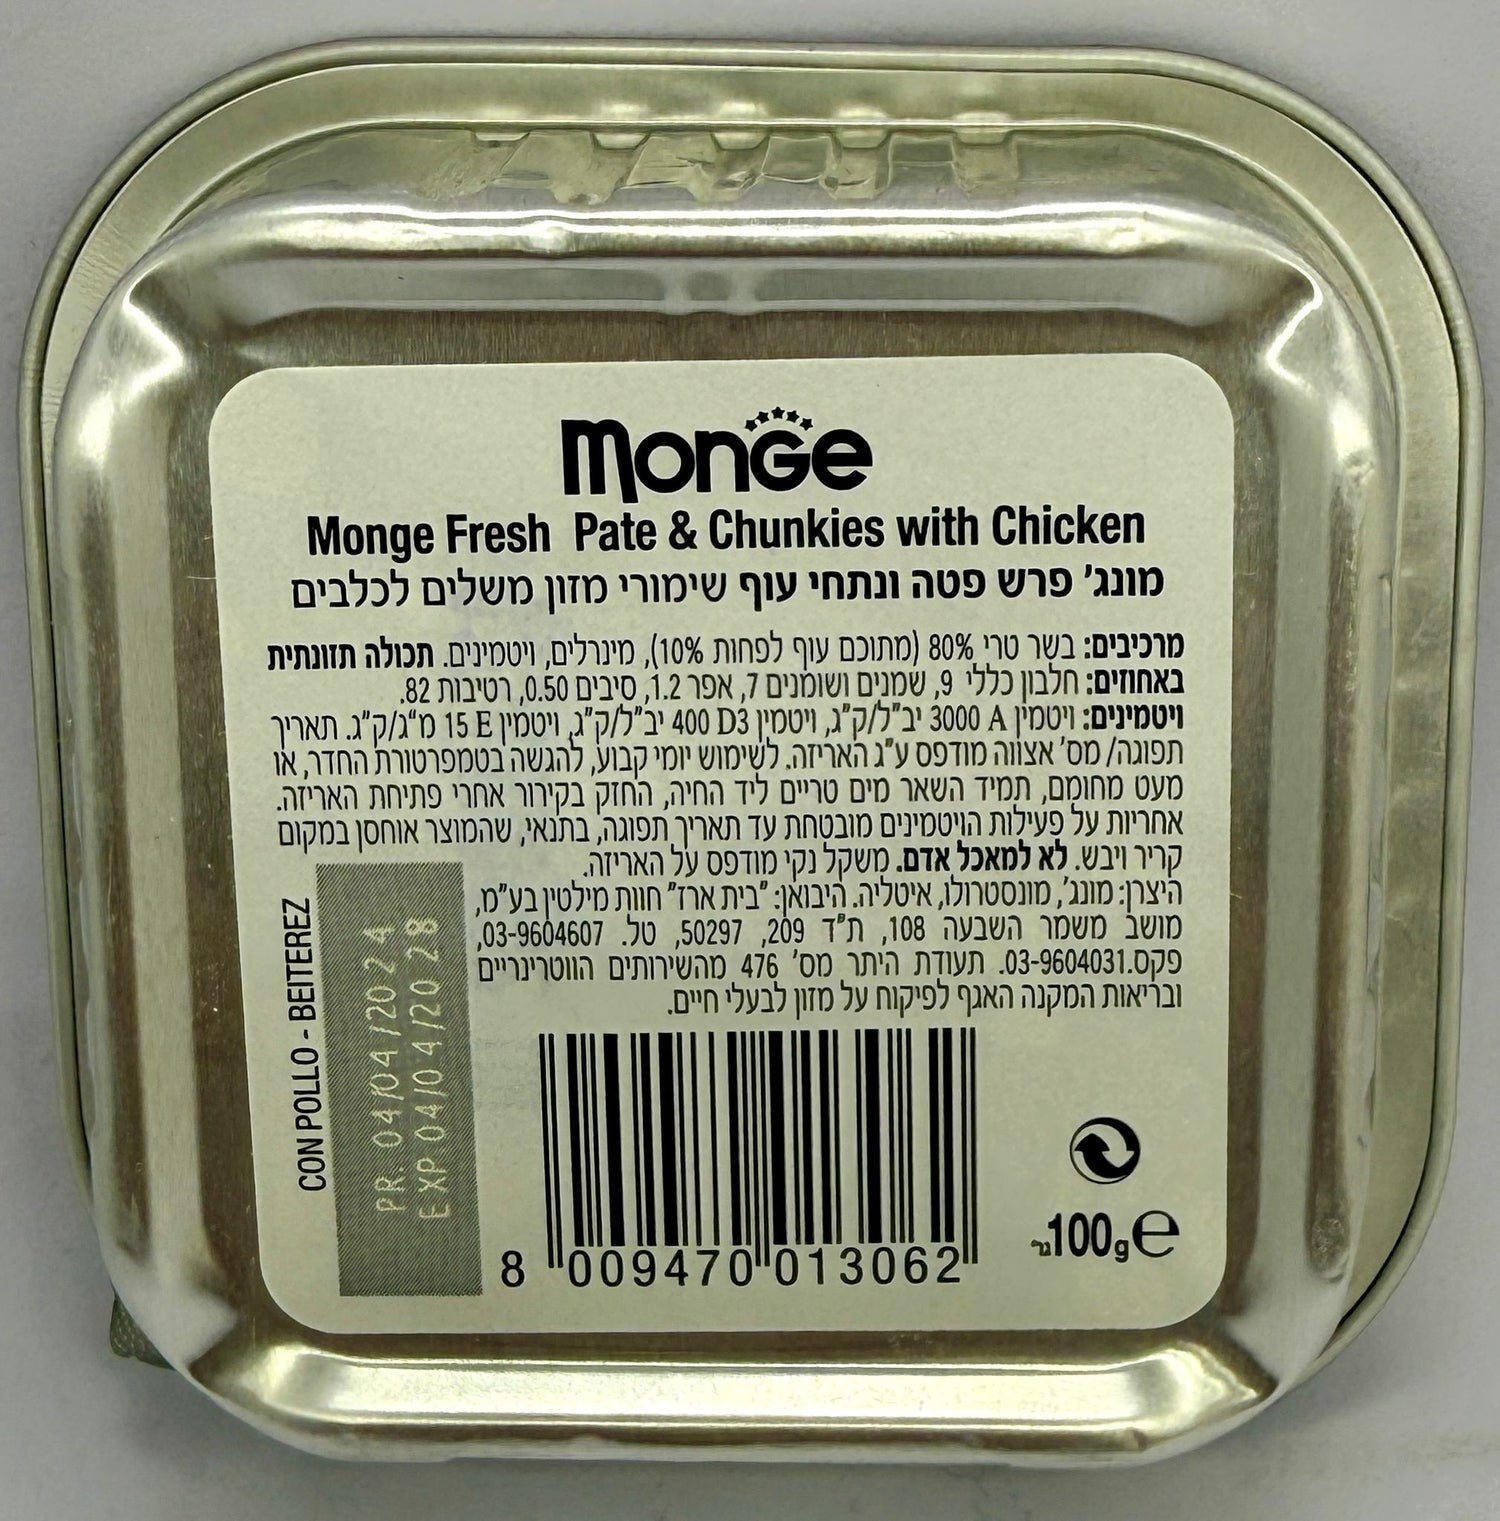 Monge
Monge Fresh Pate & Chunkies with Chicken
מונג' פרש פטה ונתחי עוף שימורי מזון משלים לכלבים
מרכיבים: בשר טרי 80% (מתוכם עוף לפחות 10%), מינרלים, ויטמינים. תכולה תזונתית
באחוזים: חלבון כללי 9, שמנים ושומנים 7, אפר 1.2, סיבים 0.50, רטיבות 82.
ויטמינים: ויטמין A 3000 יב"ל/ק"ג, ויטמין D3 400 יב"ל/ק"ג, ויטמין E 15 מ"ג/ק"ג. תאריך
תפוגה/ מס' אצווה מודפס ע"ג האריזה. לשימוש יומי קבוע, להגשה בטמפרטורת החדר, או
מעט מחומם, תמיד השאר מים טריים ליד החיה, החזק בקירור אחרי פתיחת האריזה.
אחריות על פעילות הויטמינים מובטחת עד תאריך תפוגה, בתנאי, שהמוצר אוחסן במקום
קריר ויבש. לא למאכל אדם. משקל נקי מודפס על האריזה.
היצרן: מונג', מונסטרולו, איטליה. היבואן: "בית ארז" חוות מילטין בע"מ,
מושב משמר השבעה 108, ת"ד 209, 50297, טל. 03-9604607,
פקס.03-9604031. תעודת היתר מס' 476 מהשירותים הווטרינריים
ובריאות המקנה האגף לפיקוח על מזון לבעלי חיים.
CON POLLO - BEITEREZ
PR. 04/04/2024
EXP 04/04/2028
8 009470 013062
100g e גר'